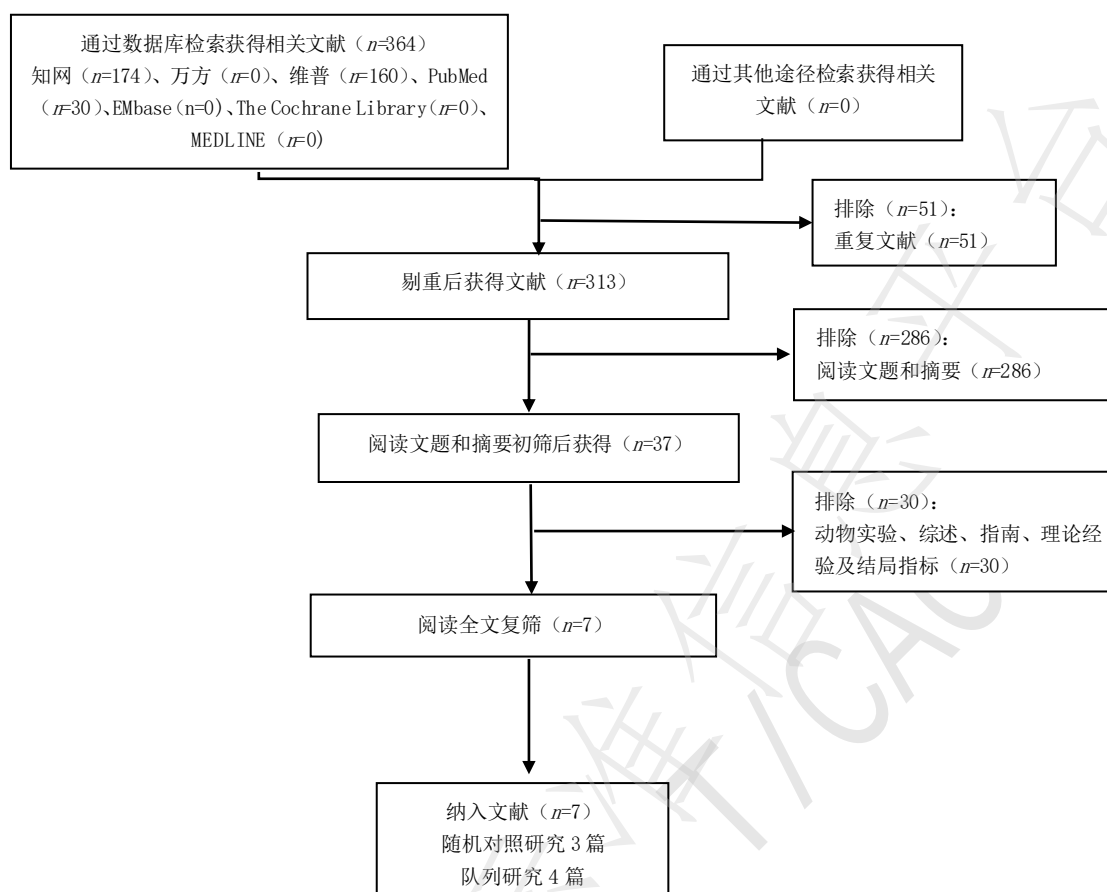 通过数据库检索获得相关文献（n=364）
知网（n=174）、万方（n=0）、维普（n=160）、PubMed
（n=30）、EMbase（n=0）、The Cochrane Library（n=0）、
MEDLINE（n=0）
通过其他途径检索获得相关
文献（n=0）
排除（n=51）：
重复文献（n=51）
剔重后获得文献（n=313）
排除（n=286）：
阅读文题和摘要（n=286）
阅读文题和摘要初筛后获得（n=37）
排除（n=30）：
动物实验、综述、指南、理论经
验及结局指标（n=30）
阅读全文复筛（n=7）
纳入文献（n=7）
随机对照研究 3 篇
队列研究 4 篇
准信息平台
T/CAC